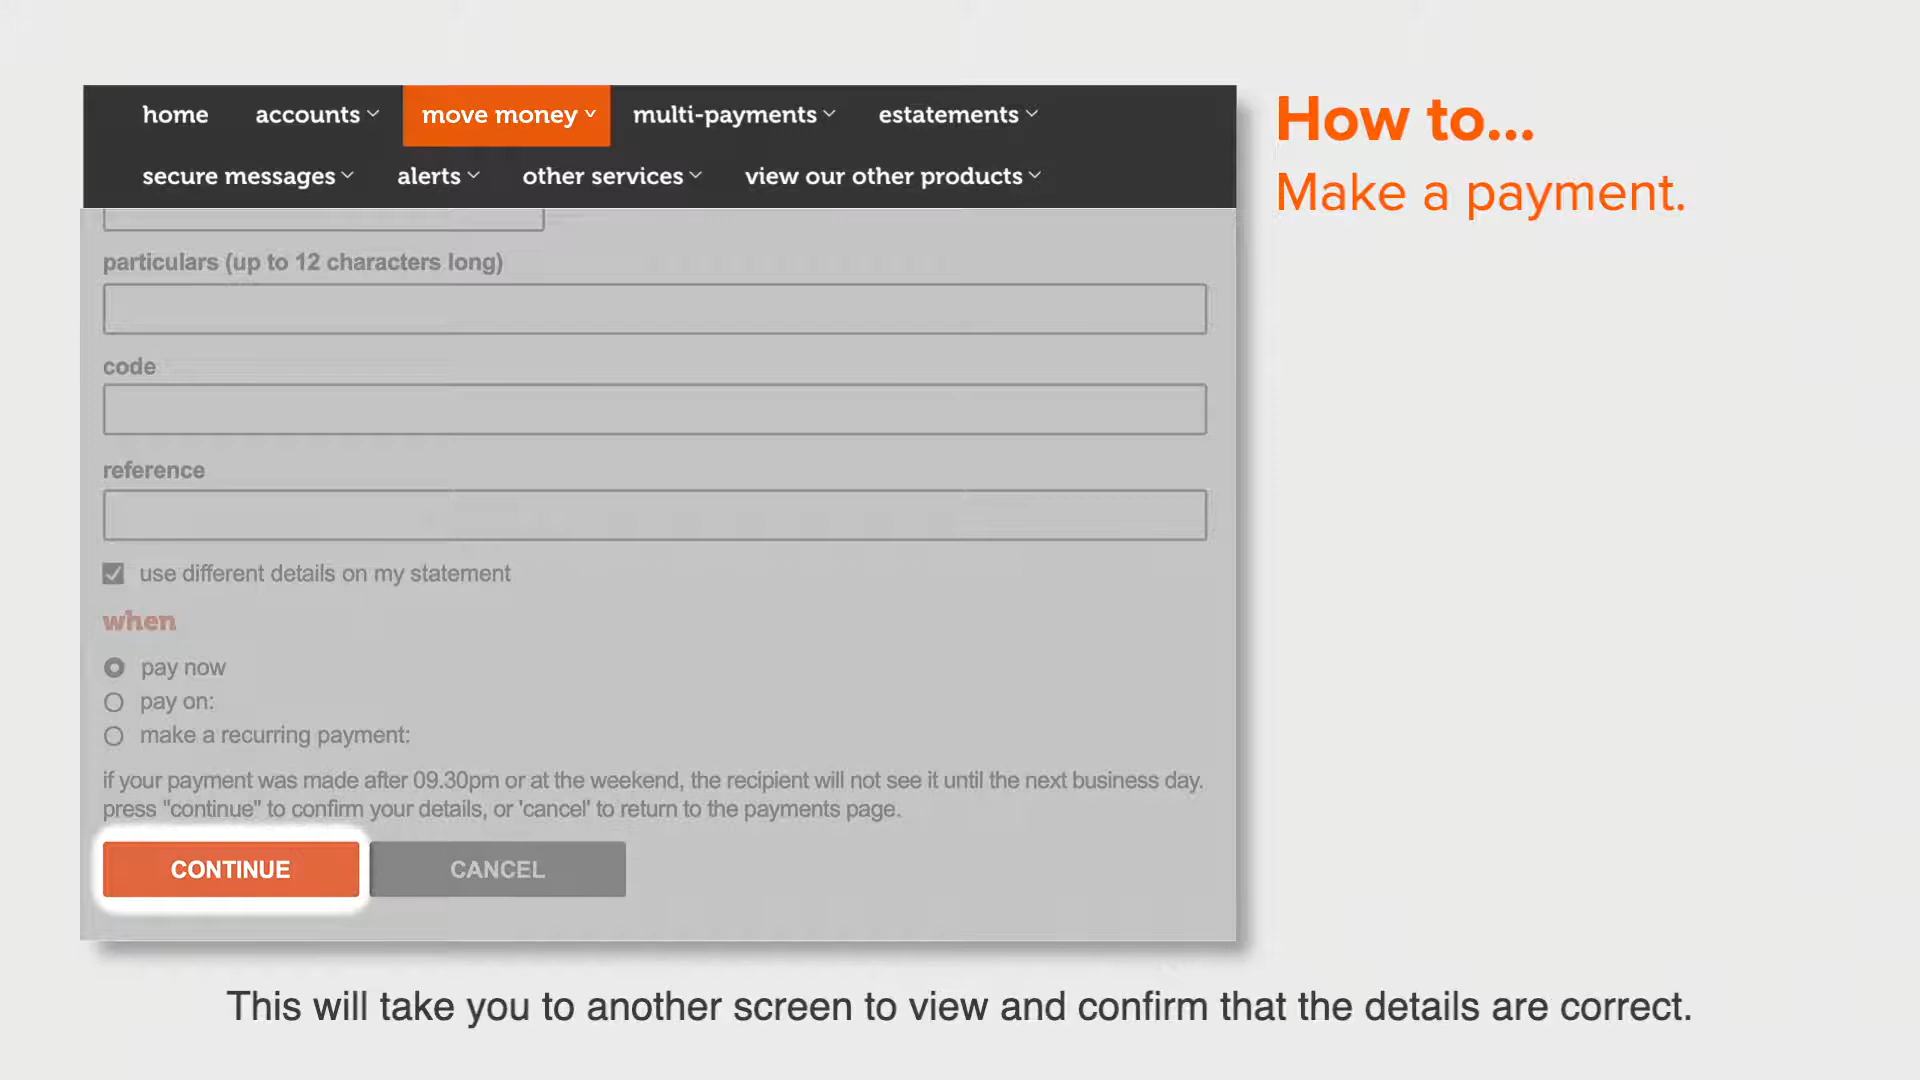 home accounts move money multi-payments estatements
secure messages alerts other services view our other products
How to...
Make a payment.
particulars (up to 12 characters long)
code
reference
use different details on my statement
when
pay now
pay on:
make a recurring payment:
if your payment was made after 09.30pm or at the weekend, the recipient will not see it until the next business day.
press "continue" to confirm your details, or 'cancel' to return to the payments page.
CONTINUE CANCEL
This will take you to another screen to view and confirm that the details are correct.